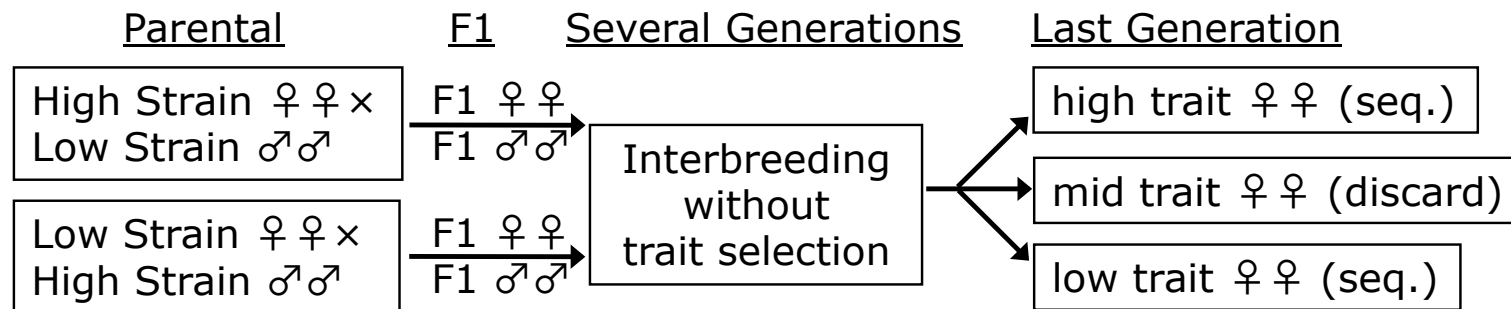 Parental
F1
Several Generations
Last Generation
High Strain ♀♀×
Low Strain ♂♂
F1 ♀♀
F1 ♂♂
Low Strain ♀♀×
High Strain ♂♂
F1 ♀♀
F1 ♂♂
Interbreeding
without
trait selection
high trait ♀♀ (seq.)
mid trait ♀♀ (discard)
low trait ♀♀ (seq.)